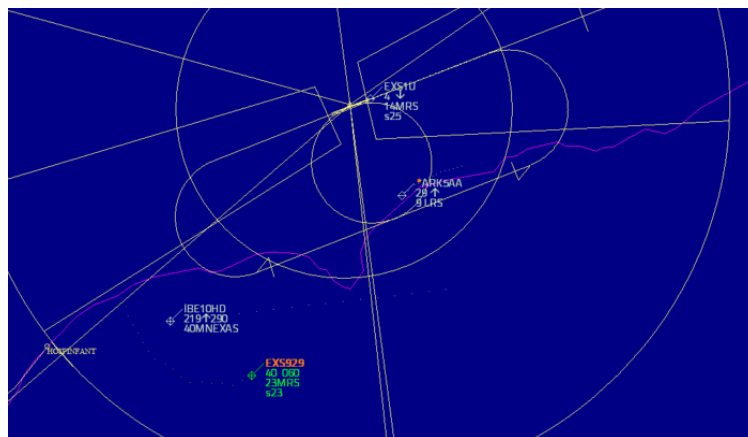 EXS1U
4 ↓
14MRS
s25
*ARK5AA
29 ↑
9 LRS
IBE10HD
219↑290
40MNEXAS
HOSPINFANT
EXS929
40 060
23MRS
s23